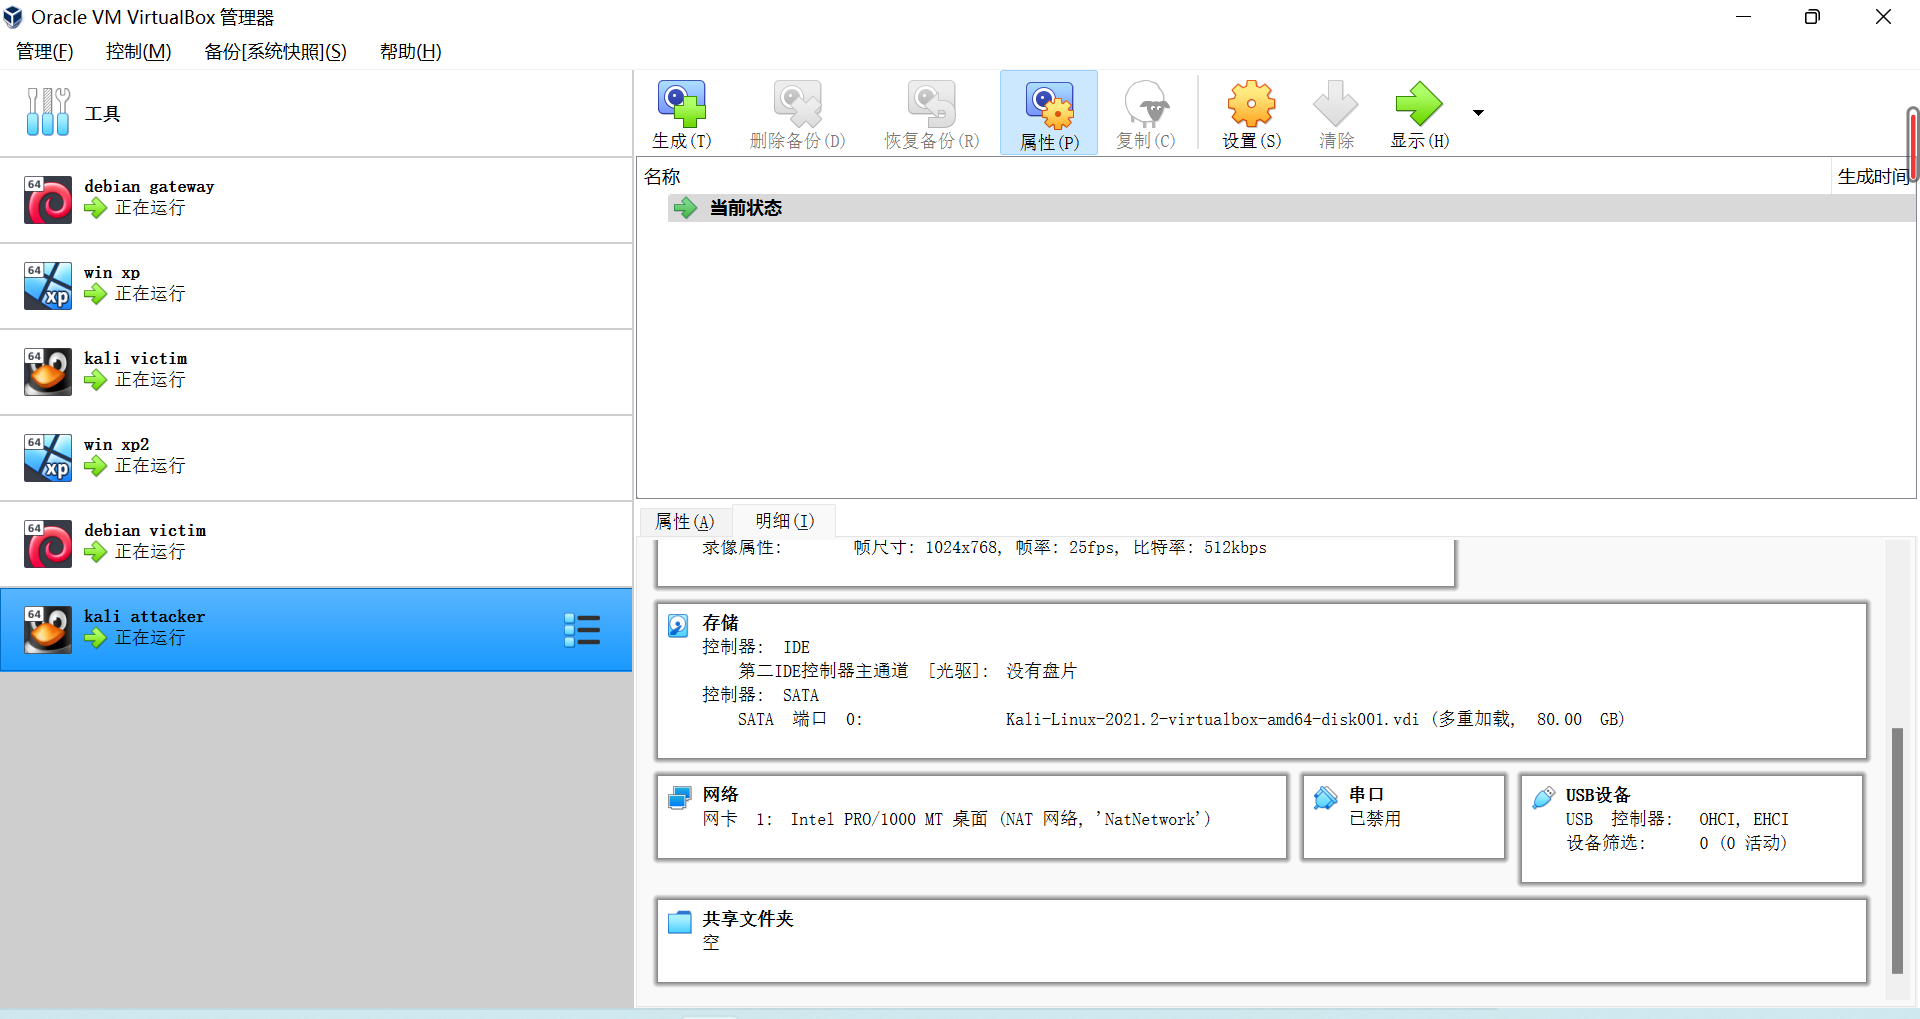 Oracle VM VirtualBox 管理器
管理(F) 控制(M) 备份[系统快照](S) 帮助(H)
工具
64
debian gateway
正在运行
64
xp
win xp
正在运行
64
kali victim
正在运行
64
xp
win xp2
正在运行
64
debian victim
正在运行
64
kali attacker
正在运行
生成(T) 删除备份(D) 恢复备份(R) 属性(P) 复制(C) 设置(S) 清除 显示(H)
名称 生成时间
当前状态
属性(A) 明细(I)
录像属性: 帧尺寸: 1024x768, 帧率: 25fps, 比特率: 512kbps
存储
控制器: IDE
第二IDE控制器主通道 [光驱]: 没有盘片
控制器: SATA
SATA 端口 0: Kali-Linux-2021.2-virtualbox-amd64-disk001.vdi (多重加载, 80.00 GB)
网络
网卡 1: Intel PRO/1000 MT 桌面 (NAT 网络, 'NatNetwork')
串口
已禁用
USB设备
USB 控制器: OHCI, EHCI
设备筛选: 0 (0 活动)
共享文件夹
空